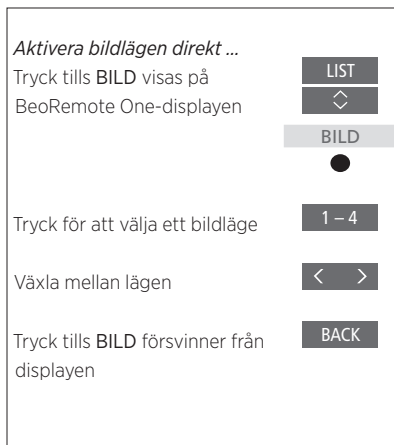 Aktivera bildlägen direkt ...
Tryck tills BILD visas på LIST
BeoRemote One-displayen
BILD
Tryck för att välja ett bildläge 1 – 4
Växla mellan lägen < >
Tryck tills BILD försvinner från BACK
displayen